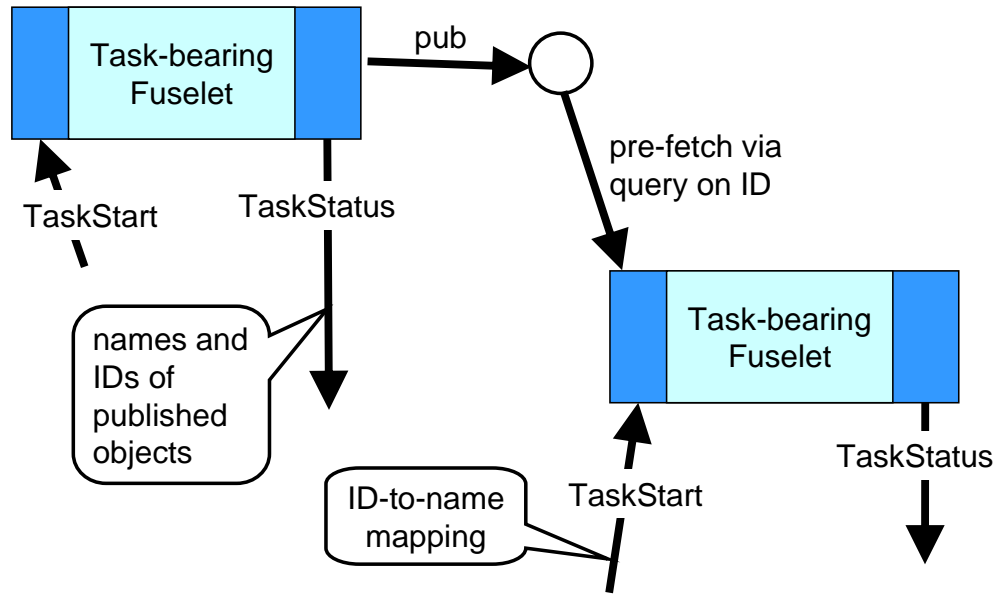 Task-bearing
Fuselet
pub
pre-fetch via
query on ID
TaskStart
TaskStatus
names and
IDs of
published
objects
Task-bearing
Fuselet
ID-to-name
mapping
TaskStart
TaskStatus